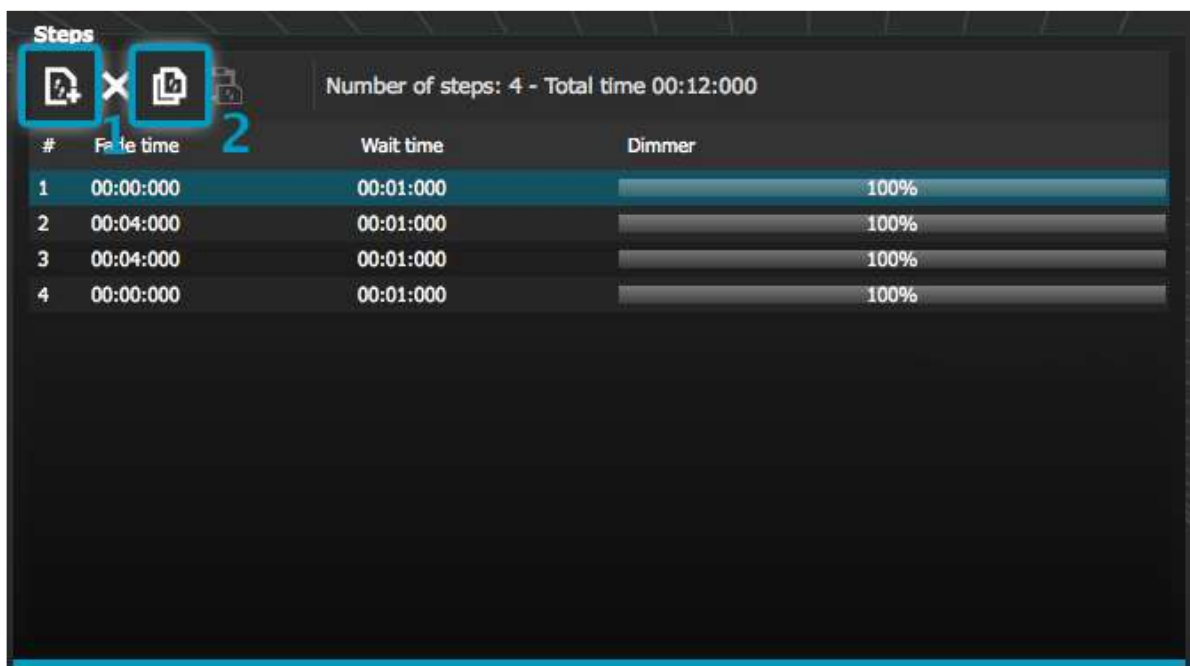 Steps
Number of steps: 4 - Total time 00:12:000
1 2
# Fade time Wait time Dimmer
1 00:00:000 00:01:000 100%
2 00:04:000 00:01:000 100%
3 00:04:000 00:01:000 100%
4 00:00:000 00:01:000 100%